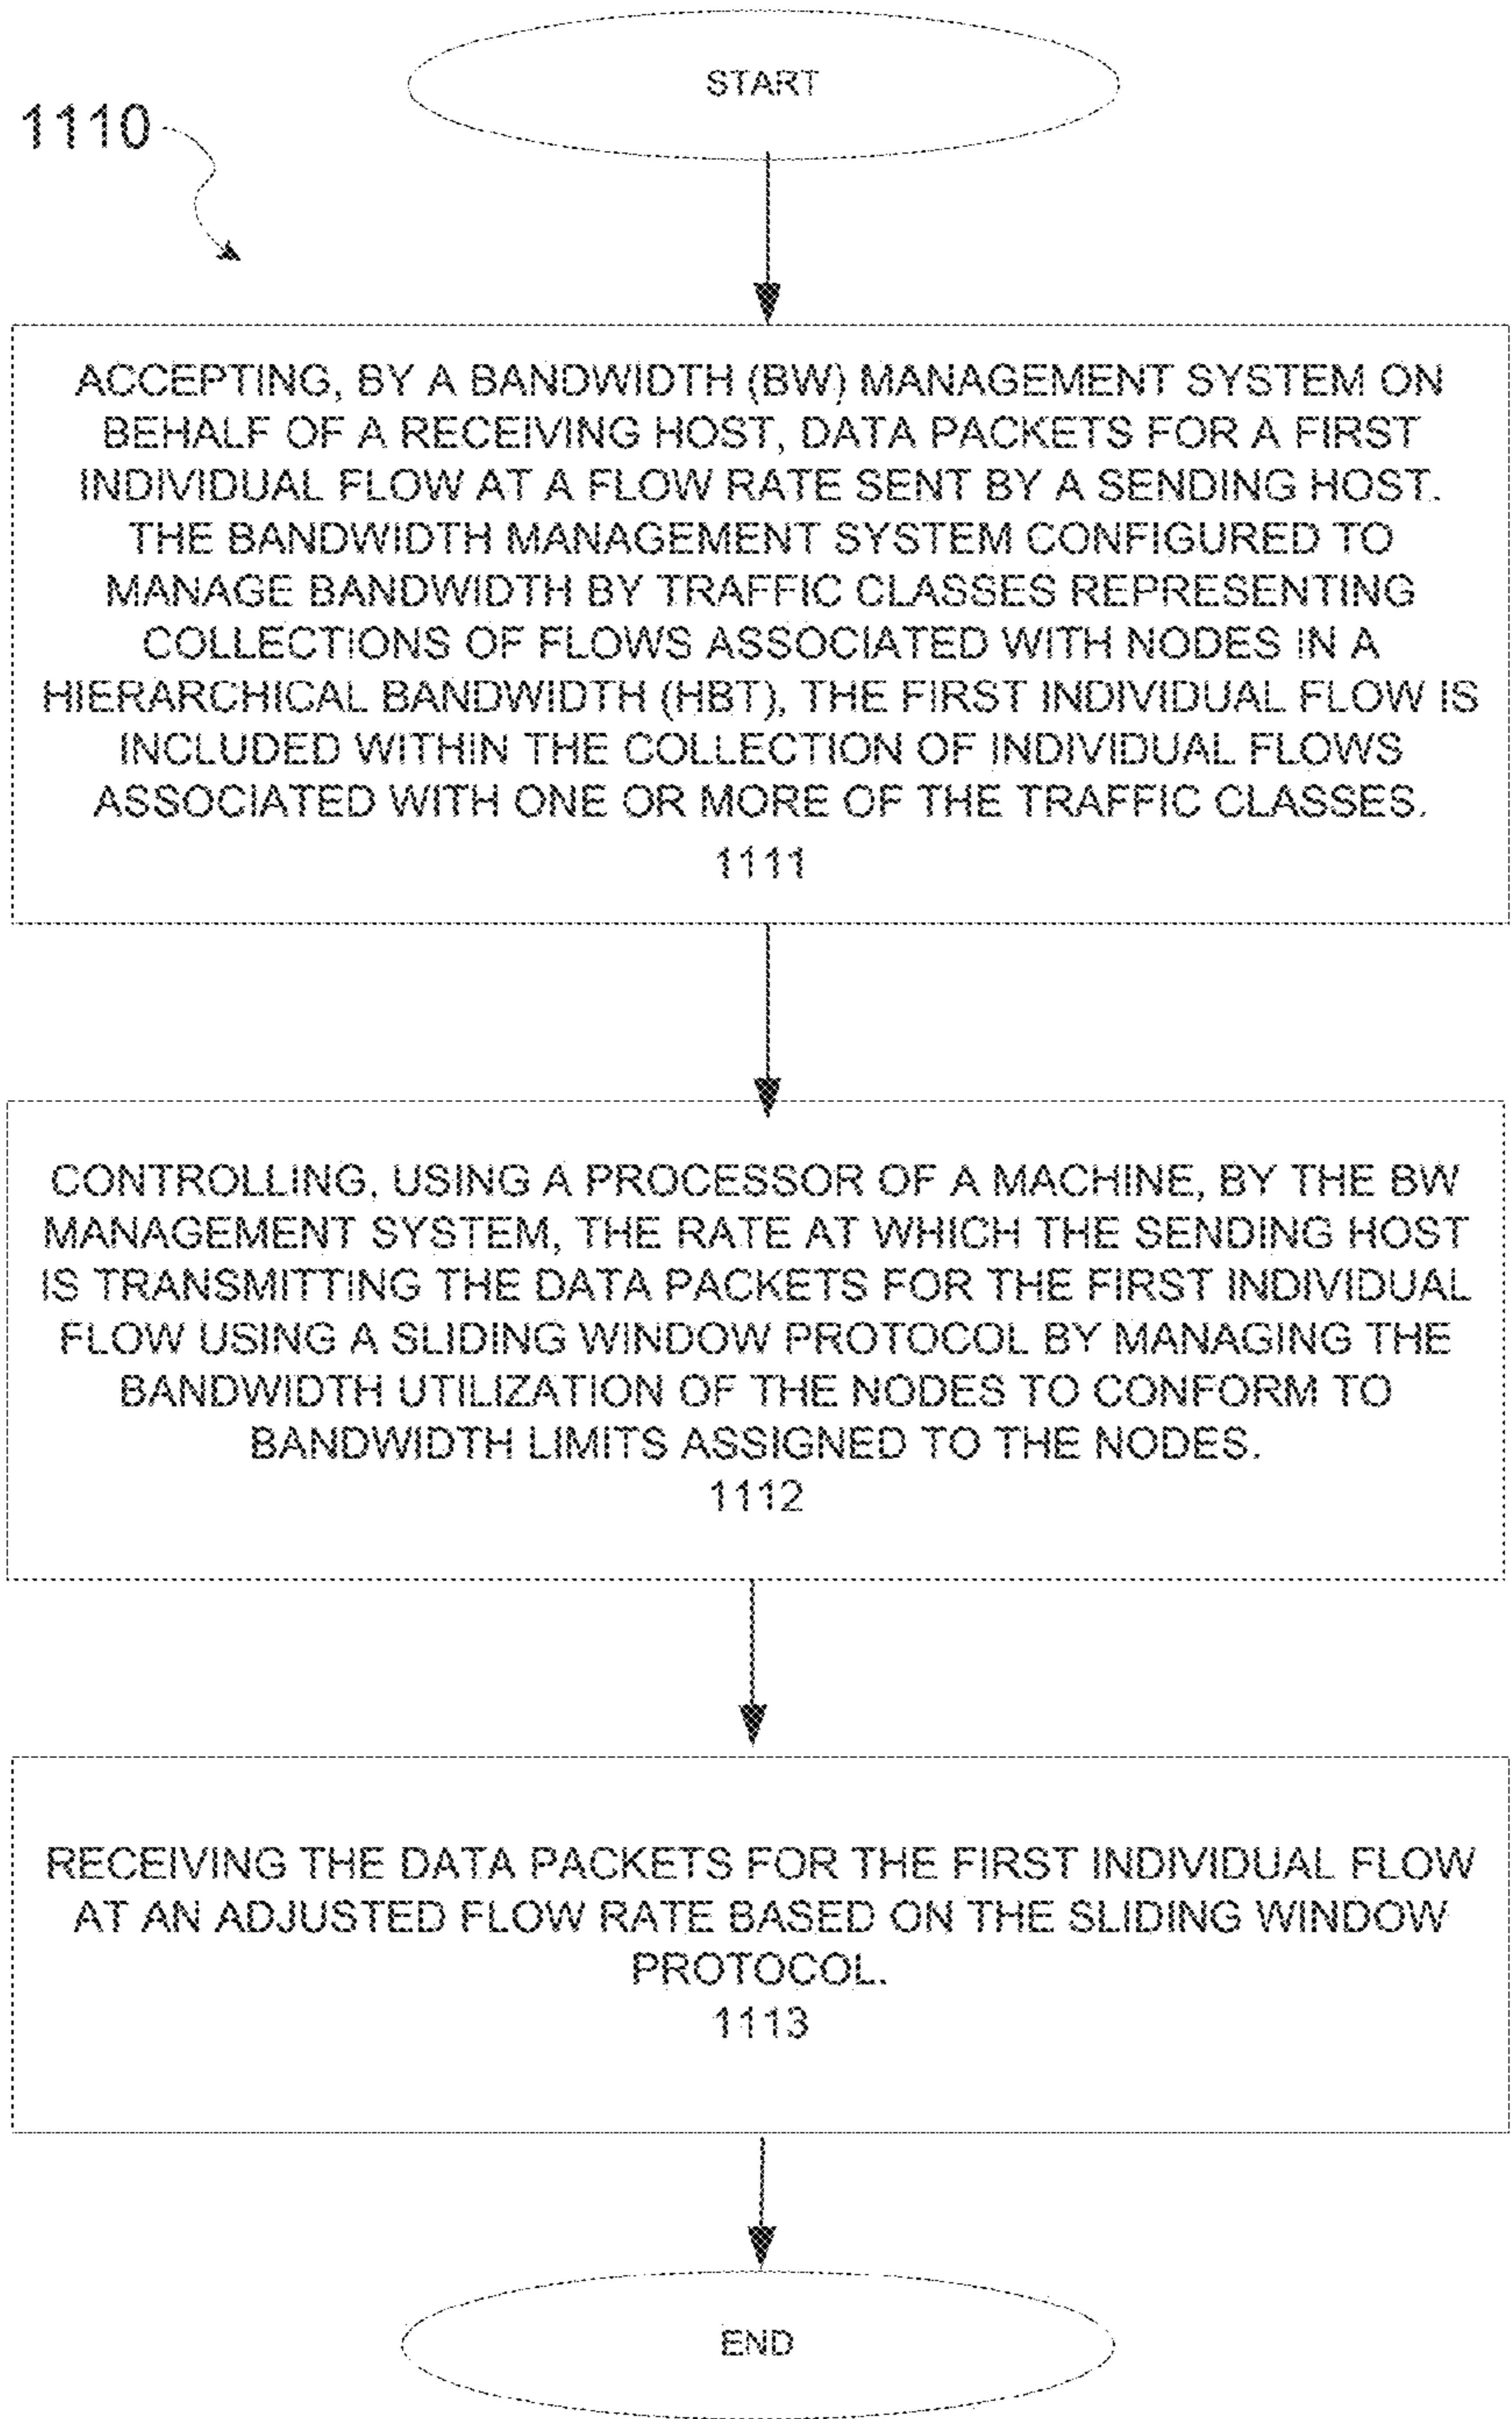 START
1110
ACCEPTING, BY A BANDWIDTH (BW) MANAGEMENT SYSTEM ON
BEHALF OF A RECEIVING HOST, DATA PACKETS FOR A FIRST
INDIVIDUAL FLOW AT A FLOW RATE SENT BY A SENDING HOST.
THE BANDWIDTH MANAGEMENT SYSTEM CONFIGURED TO
MANAGE BANDWIDTH BY TRAFFIC CLASSES REPRESENTING
COLLECTIONS OF FLOWS ASSOCIATED WITH NODES IN A
HIERARCHICAL BANDWIDTH (HBT), THE FIRST INDIVIDUAL FLOW IS
INCLUDED WITHIN THE COLLECTION OF INDIVIDUAL FLOWS
ASSOCIATED WITH ONE OR MORE OF THE TRAFFIC CLASSES.
1111
CONTROLLING, USING A PROCESSOR OF A MACHINE, BY THE BW
MANAGEMENT SYSTEM, THE RATE AT WHICH THE SENDING HOST
IS TRANSMITTING THE DATA PACKETS FOR THE FIRST INDIVIDUAL
FLOW USING A SLIDING WINDOW PROTOCOL BY MANAGING THE
BANDWIDTH UTILIZATION OF THE NODES TO CONFORM TO
BANDWIDTH LIMITS ASSIGNED TO THE NODES.
1112
RECEIVING THE DATA PACKETS FOR THE FIRST INDIVIDUAL FLOW
AT AN ADJUSTED FLOW RATE BASED ON THE SLIDING WINDOW
PROTOCOL.
1113
END